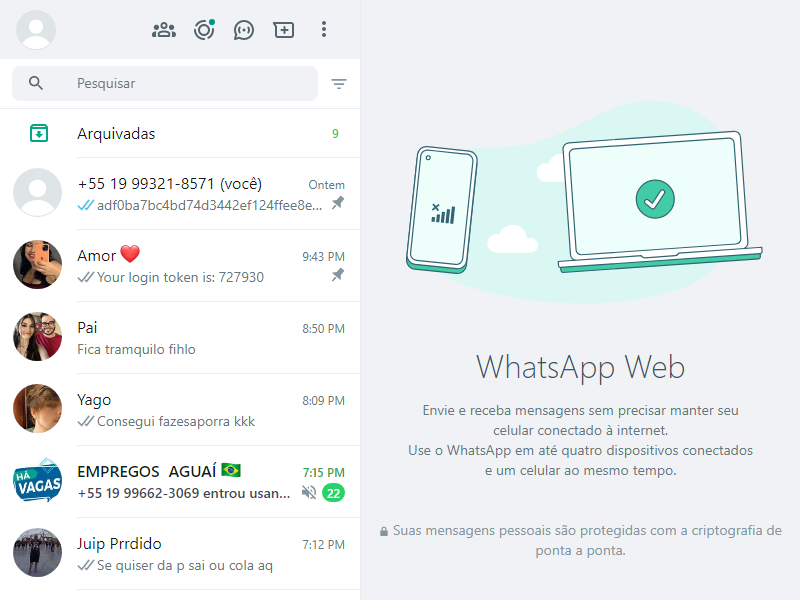 Pesquisar
Arquivadas
9
+55 19 99321-8571 (você)
Ontem
adf0ba7bc4bd74d3442ef124ffee8e...
Amor
9:43 PM
Your login token is: 727930
Pai
8:50 PM
Fica tramquilo fihlo
Yago
8:09 PM
Consegui fazesaporra kkk
HÁ
VAGAS
EMPREGOS AGUAÍ 🇧🇷
7:15 PM
+55 19 99662-3069 entrou usan...
22
Juip Prrdido
7:12 PM
Se quiser da p sai ou cola aq
WhatsApp Web
Envie e receba mensagens sem precisar manter seu
celular conectado à internet.
Use o WhatsApp em até quatro dispositivos conectados
e um celular ao mesmo tempo.
Suas mensagens pessoais são protegidas com a criptografia de
ponta a ponta.